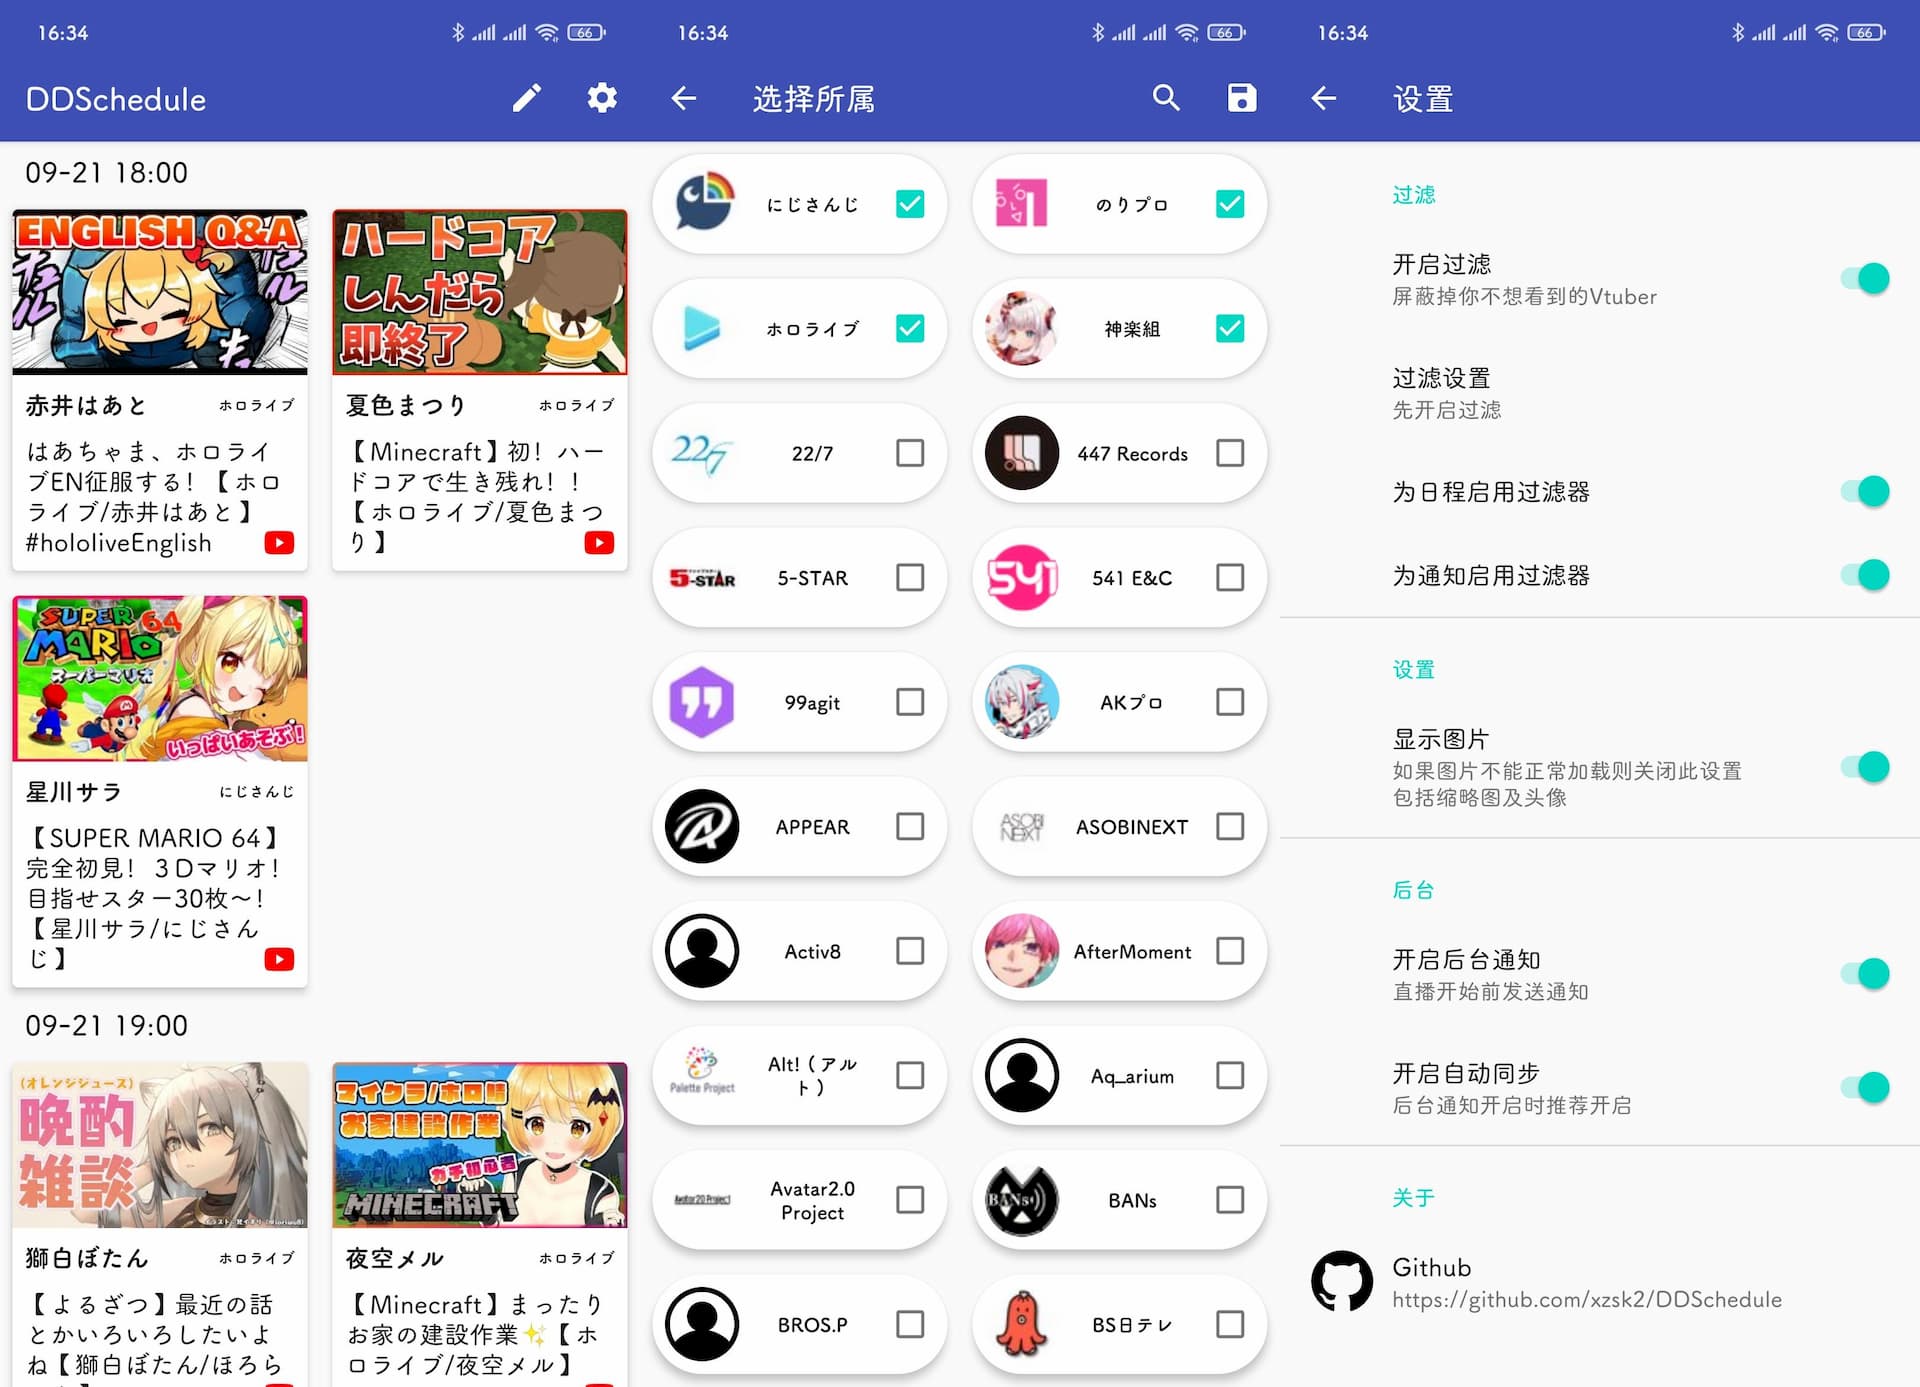 16:34
66
DDSchedule
09-21 18:00
ENGLISH Q&A
赤井はあと
ホロライブ
はあちゃま、ホロライ
ブEN征服する！【ホロ
ライブ/赤井はあと】
#hololiveEnglish
ハードコア
しんだら
即終了
夏色まつり
ホロライブ
【Minecraft】初！ハー
ドコアで生き残れ！！
【ホロライブ/夏色まつ
り】
SUPER
MARIO 64
スーパーマリオ
いっぱいあそぶ!
星川サラ
にじさんじ
【SUPER MARIO 64】
完全初見！３Dマリオ！
目指せスター30枚～！
【星川サラ/にじさん
じ】
09-21 19:00
(オレンジジュース)
晩酌
雑談
獅白ぼたん
ホロライブ
【よるざつ】最近の話
とかいろいろしたいよ
ね【獅白ぼたん/ほろら
マイクラ/ホロ鯖
お家建設作業
ガチ初心者
MINECRAFT
夜空メル
ホロライブ
【Minecraft】まったり
お家の建設作業✨【ホ
ロライブ/夜空メル】
16:34
66
选择所属
にじさんじ
のりプロ
ホロライブ
神楽組
22/7
22/7
447 Records
5-STAR
5-STAR
541
541 E&C
99agit
AKプロ
APPEAR
ASOBI
NEXT
ASOBINEXT
Activ8
AfterMoment
Palette Project
Alt!（アル
ト）
Aq_arium
Avatar2.0 Project
Avatar2.0
Project
BANs
BANs
BROS.P
BS日テレ
16:34
66
设置
过滤
开启过滤
屏蔽掉你不想看到的Vtuber
过滤设置
先开启过滤
为日程启用过滤器
为通知启用过滤器
设置
显示图片
如果图片不能正常加载则关闭此设置
包括缩略图及头像
后台
开启后台通知
直播开始前发送通知
开启自动同步
后台通知开启时推荐开启
关于
Github
https://github.com/xzsk2/DDSchedule